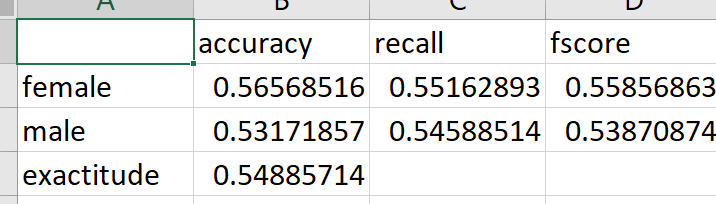 A B C D
accuracy recall fscore
female 0.56568516 0.55162893 0.55856863
male 0.53171857 0.54588514 0.53870874
exactitude 0.54885714